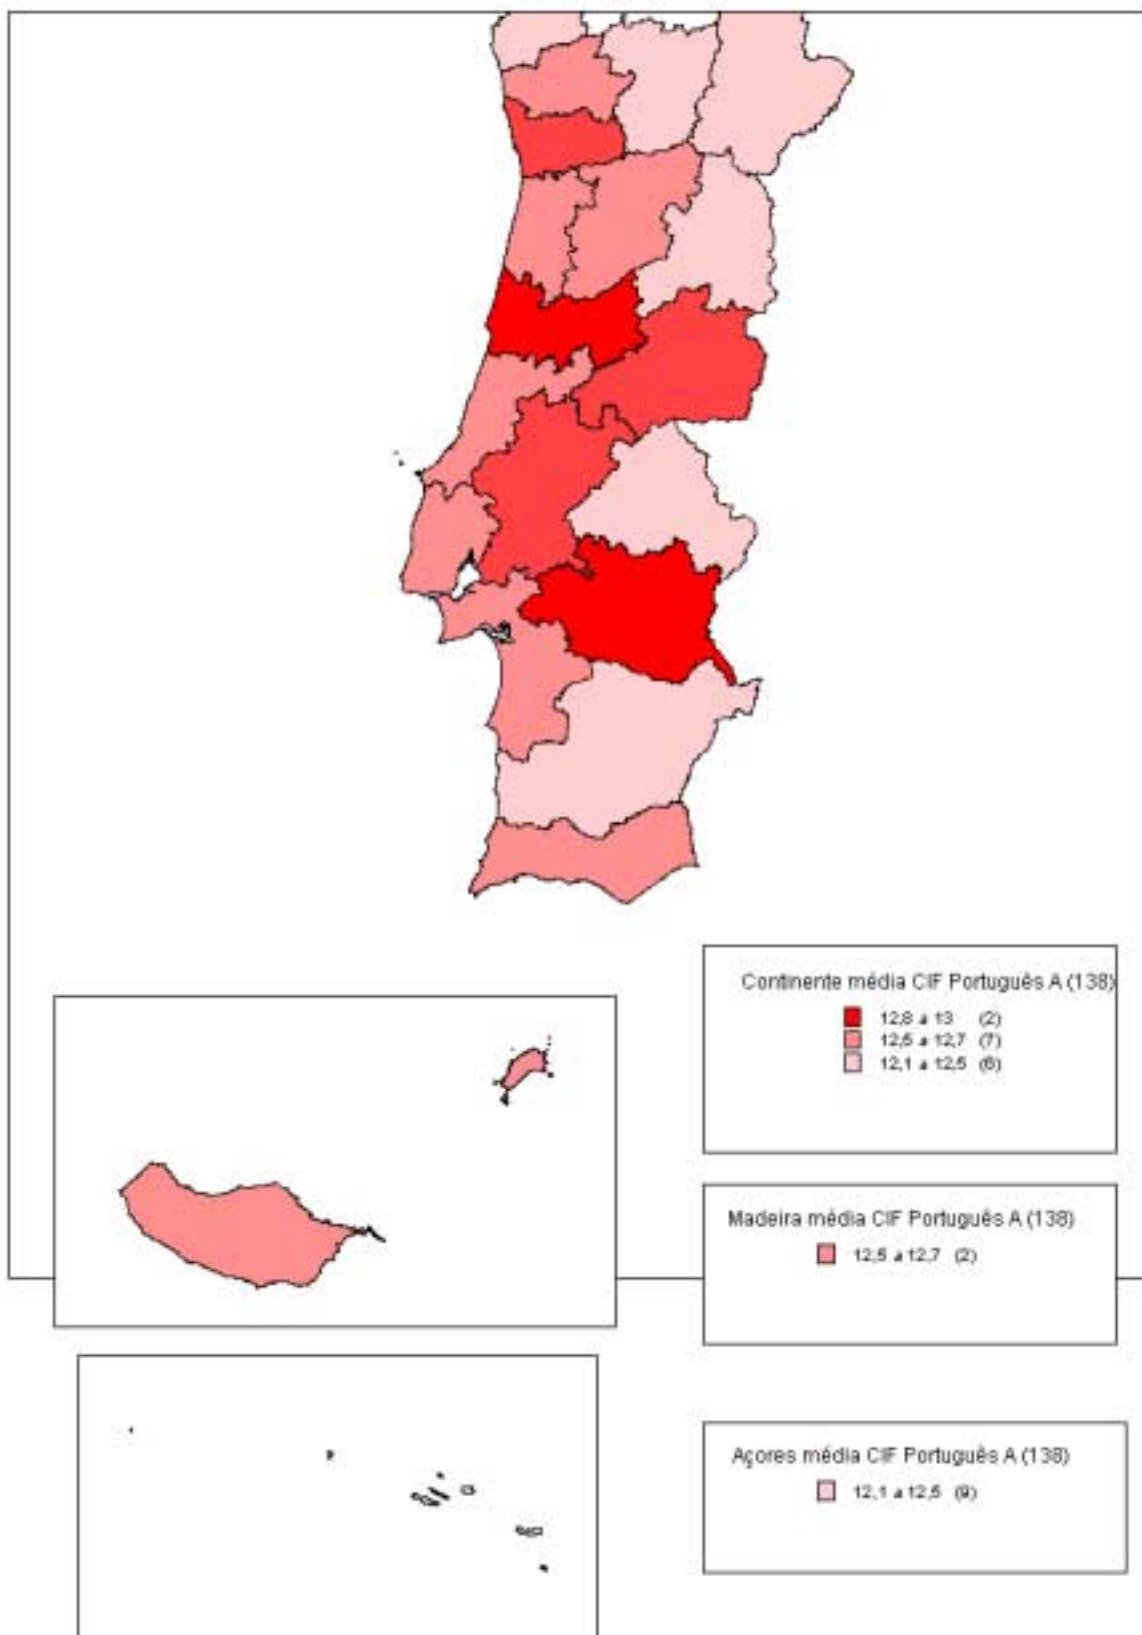 Continente média CIF Português A (138)
12,8 a 13 (2)
12,5 a 12,7 (7)
12,1 a 12,5 (6)
Madeira média CIF Português A (138)
12,5 a 12,7 (2)
Açores média CIF Português A (138)
12,1 a 12,5 (9)